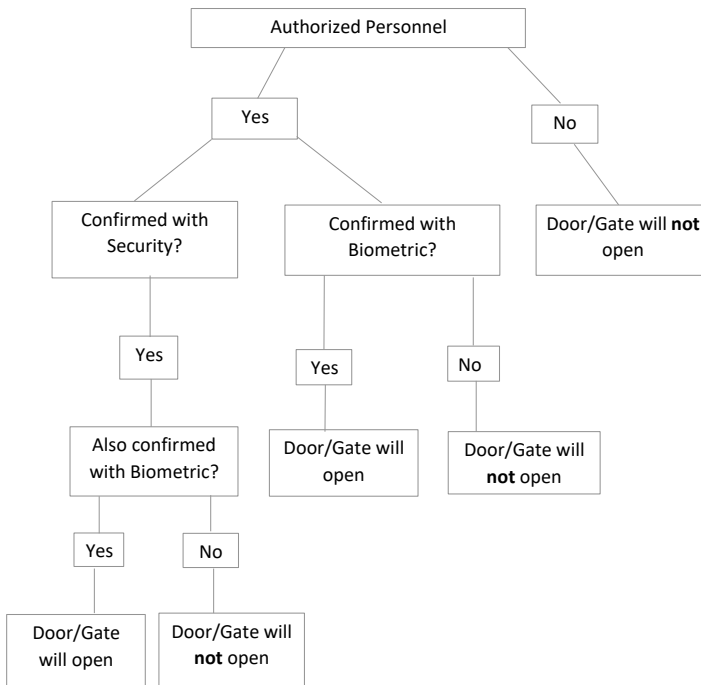 Authorized Personnel
Yes
No
Confirmed with
Security?
Confirmed with
Biometric?
Door/Gate will not
open
Yes
Yes
No
Also confirmed
with Biometric?
Door/Gate will
open
Door/Gate will
not open
Yes
No
Door/Gate
will open
Door/Gate will
not open